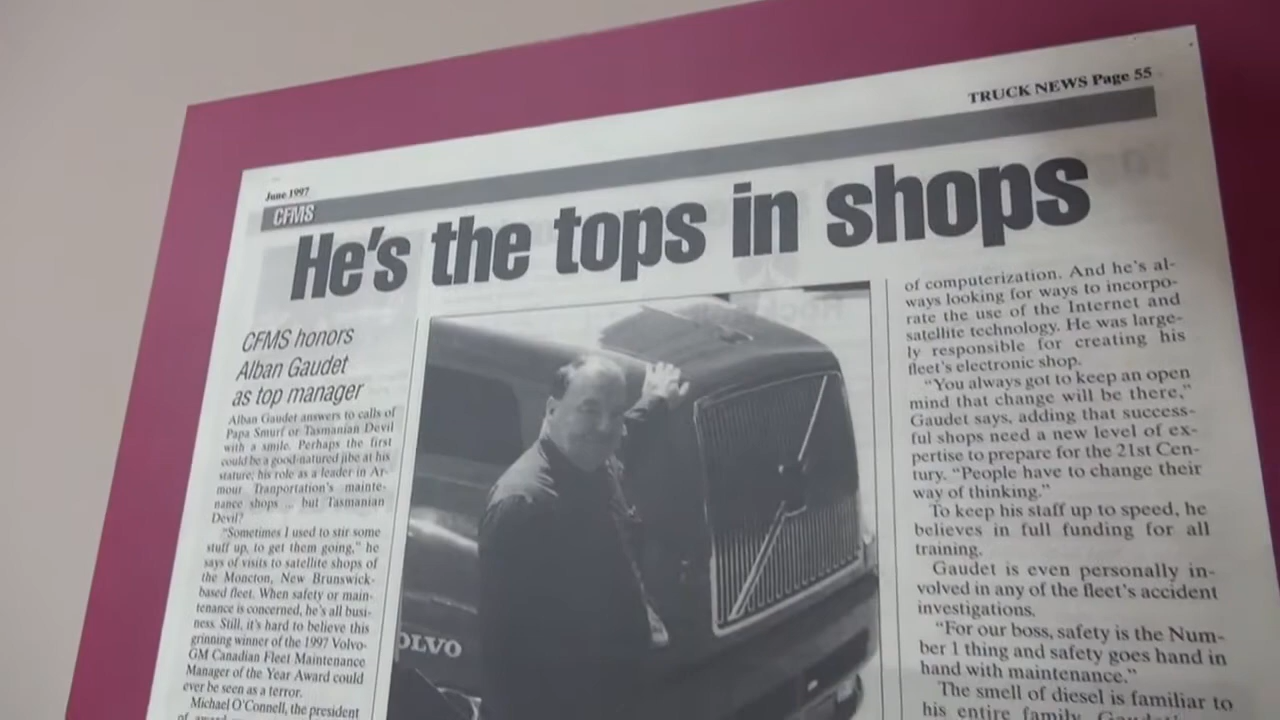 TRUCK NEWS Page 55
June 1997
CFMS
He's the tops in shops
CFMS honors
Alban Gaudet
as top manager
Alban Gaudet answers to calls of
Papa Smurf or Tasmanian Devil
with a smile. Perhaps the first
could be a good-natured jibe at his
stature; his role as a leader in Ar-
mour Tranportation's mainte-
nance shops ... but Tasmanian
Devil?
"Sometimes I used to stir some
stuff up, to get them going," he
says of visits to satellite shops of
the Moncton, New Brunswick-
based fleet. When safety or main-
tenance is concerned, he's all busi-
ness. Still, it's hard to believe this
grinning winner of the 1997 Volvo-
GM Canadian Fleet Maintenance
Manager of the Year Award could
ever be seen as a terror.
Michael O'Connell, the president
OLVO
of computerization. And he's al-
ways looking for ways to incorpo-
rate the use of the Internet and
satellite technology. He was large-
ly responsible for creating his
fleet's electronic shop.
"You always got to keep an open
mind that change will be there,"
Gaudet says, adding that success-
ful shops need a new level of ex-
pertise to prepare for the 21st Cen-
tury. "People have to change their
way of thinking."
To keep his staff up to speed, he
believes in full funding for all
training.
Gaudet is even personally in-
volved in any of the fleet's accident
investigations.
"For our boss, safety is the Num-
ber 1 thing and safety goes hand in
hand with maintenance."
The smell of diesel is familiar to
his entire family. Gaudet's